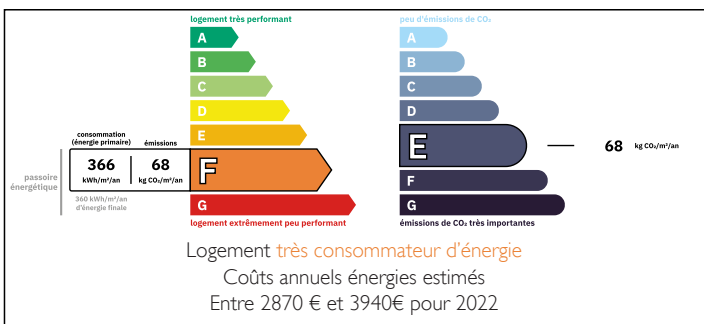 logement très performant
A
B
C
D
E
consommation
(énergie primaire)
émissions
366
kWh/m²/an
68
kg CO₂/m²/an
F
passoire
énergétique
360 kWh/m²/an
d'énergie finale
G
logement extrêmement peu performant
peu d'émissions de CO₂
A
B
C
D
E
68 kg CO₂/m²/an
F
G
émissions de CO₂ très importantes
Logement très consommateur d'énergie
Coûts annuels énergies estimés
Entre 2870 € et 3940€ pour 2022